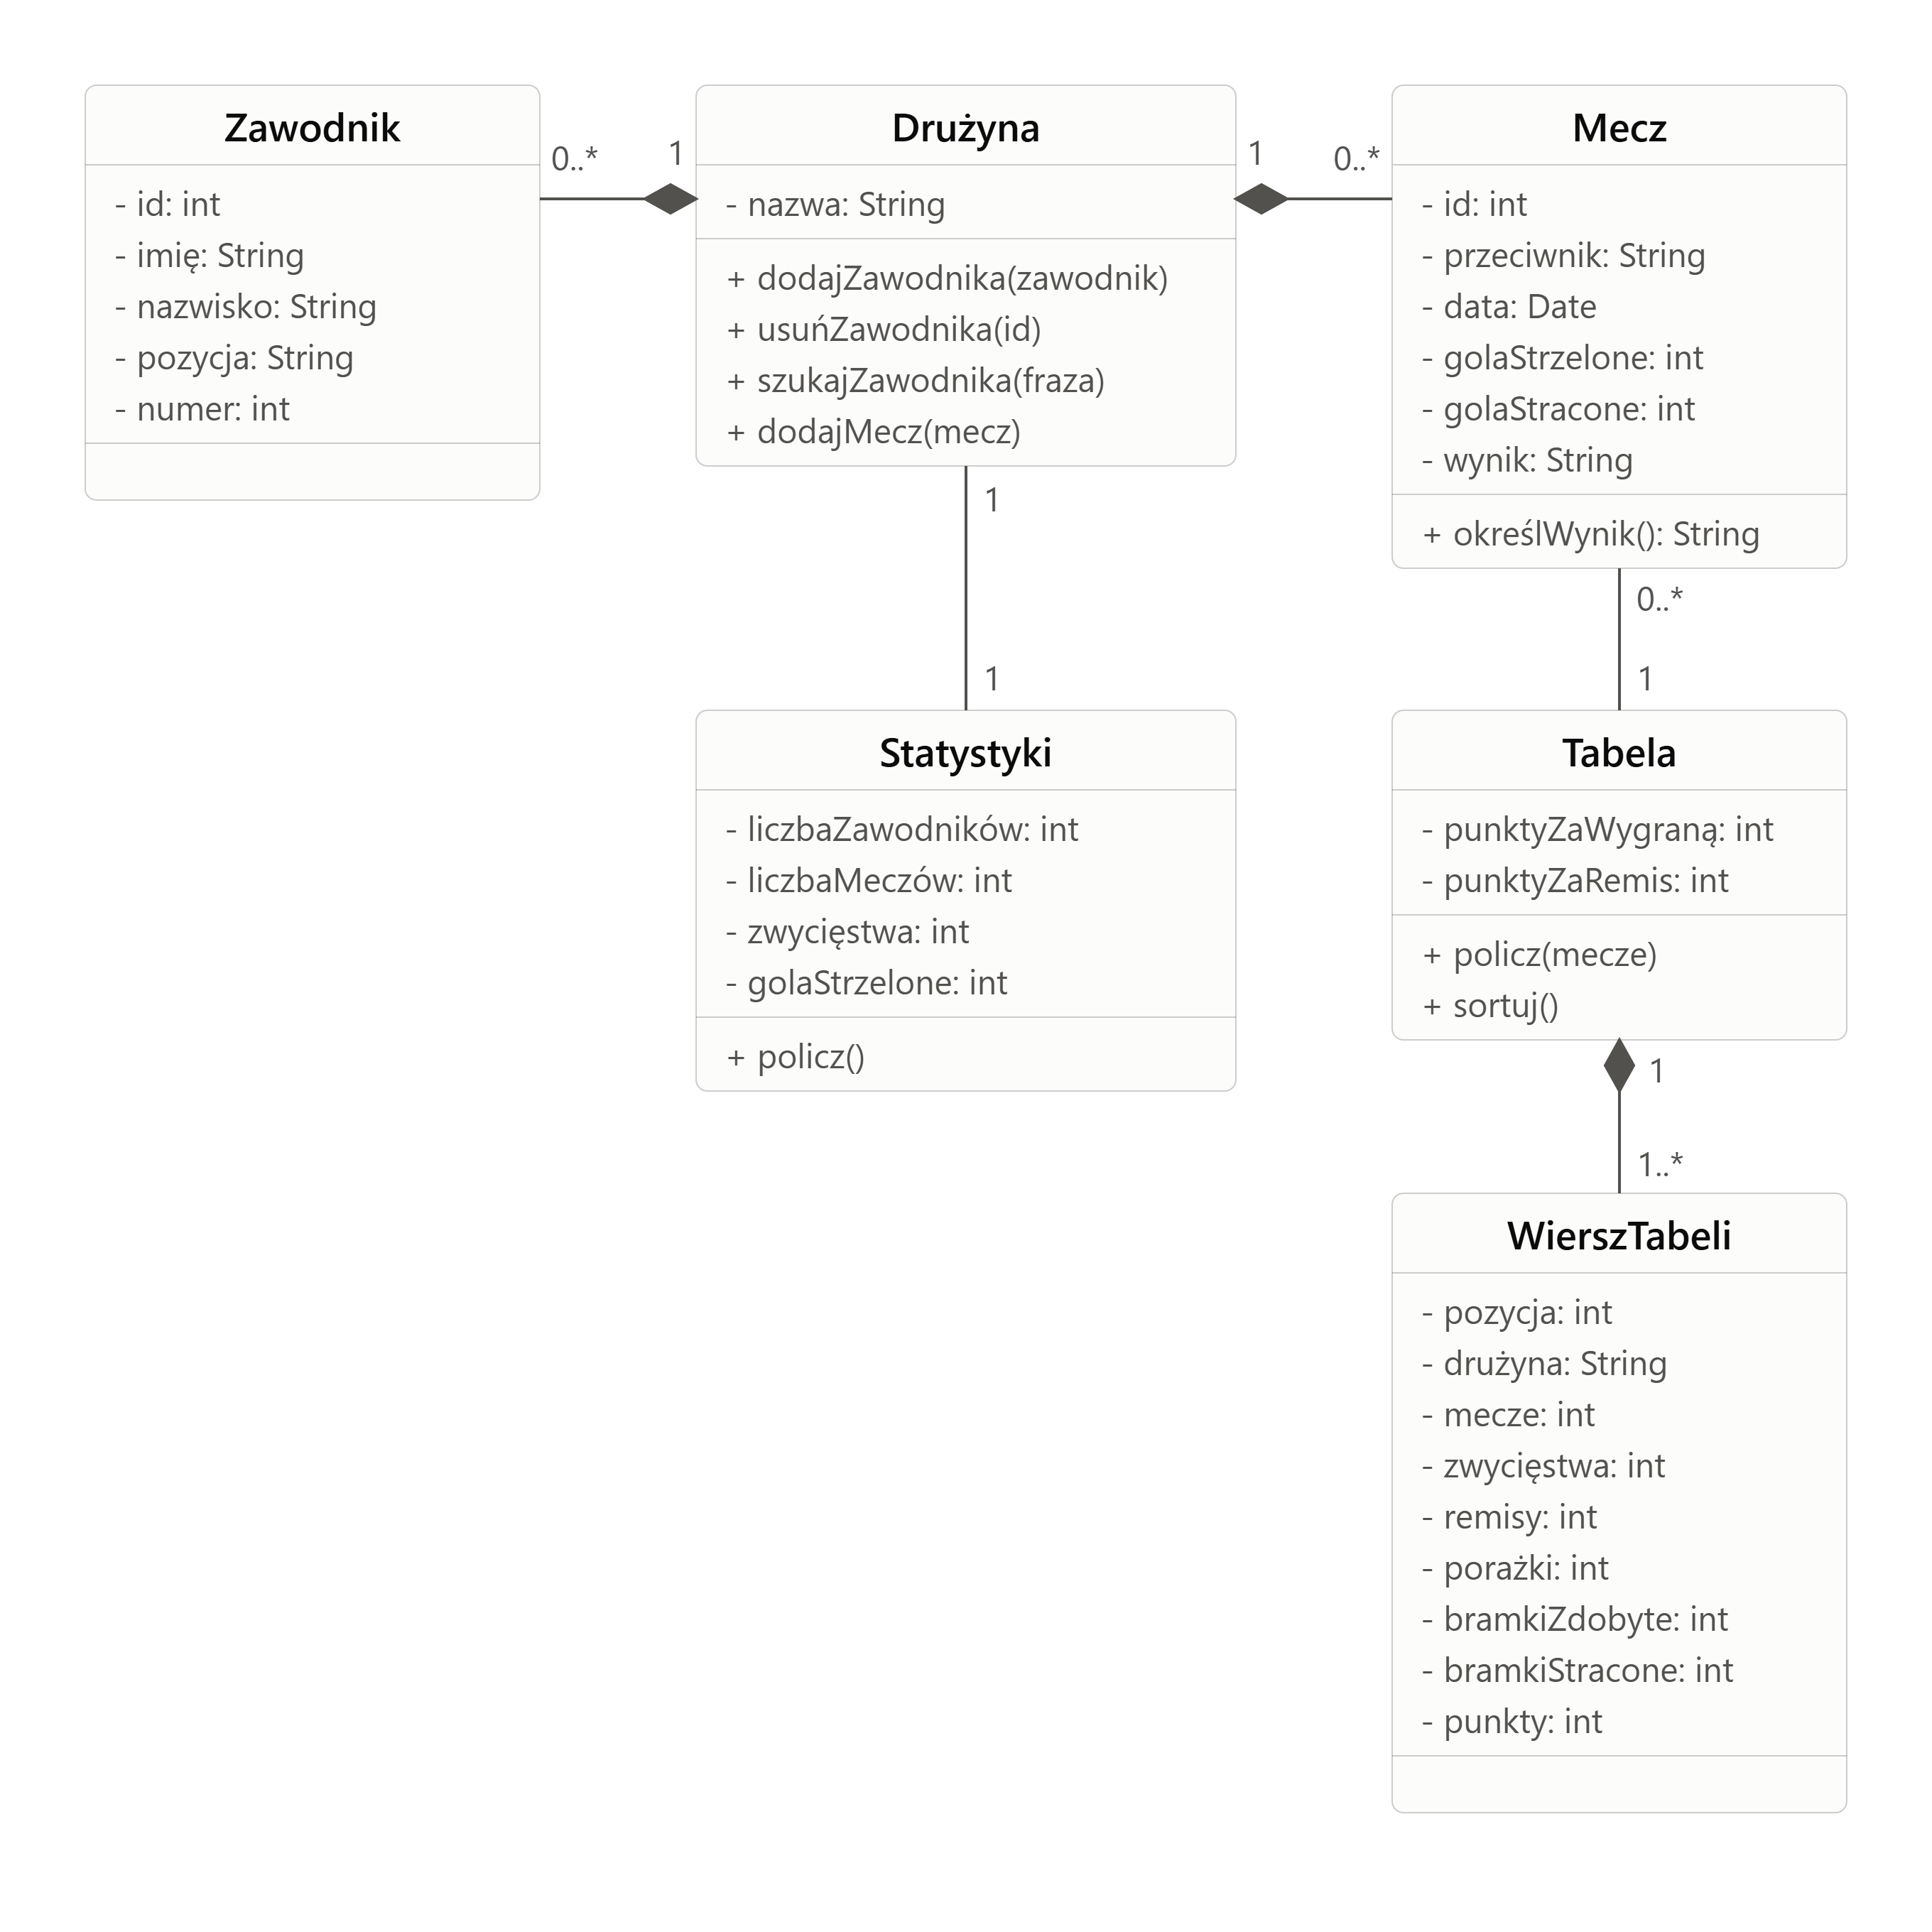 Zawodnik
- id: int
- imię: String
- nazwisko: String
- pozycja: String
- numer: int
0..*
1
Drużyna
- nazwa: String
+ dodajZawodnika(zawodnik)
+ usuńZawodnika(id)
+ szukajZawodnika(fraza)
+ dodajMecz(mecz)
1
0..*
Mecz
- id: int
- przeciwnik: String
- data: Date
- golaStrzelone: int
- golaStracone: int
- wynik: String
+ określWynik(): String
1
1
0..*
1
Statystyki
- liczbaZawodników: int
- liczbaMeczów: int
- zwycięstwa: int
- golaStrzelone: int
+ policz()
Tabela
- punktyZaWygraną: int
- punktyZaRemis: int
+ policz(mecze)
+ sortuj()
1
1..*
WierszTabeli
- pozycja: int
- drużyna: String
- mecze: int
- zwycięstwa: int
- remisy: int
- porażki: int
- bramkiZdobyte: int
- bramkiStracone: int
- punkty: int